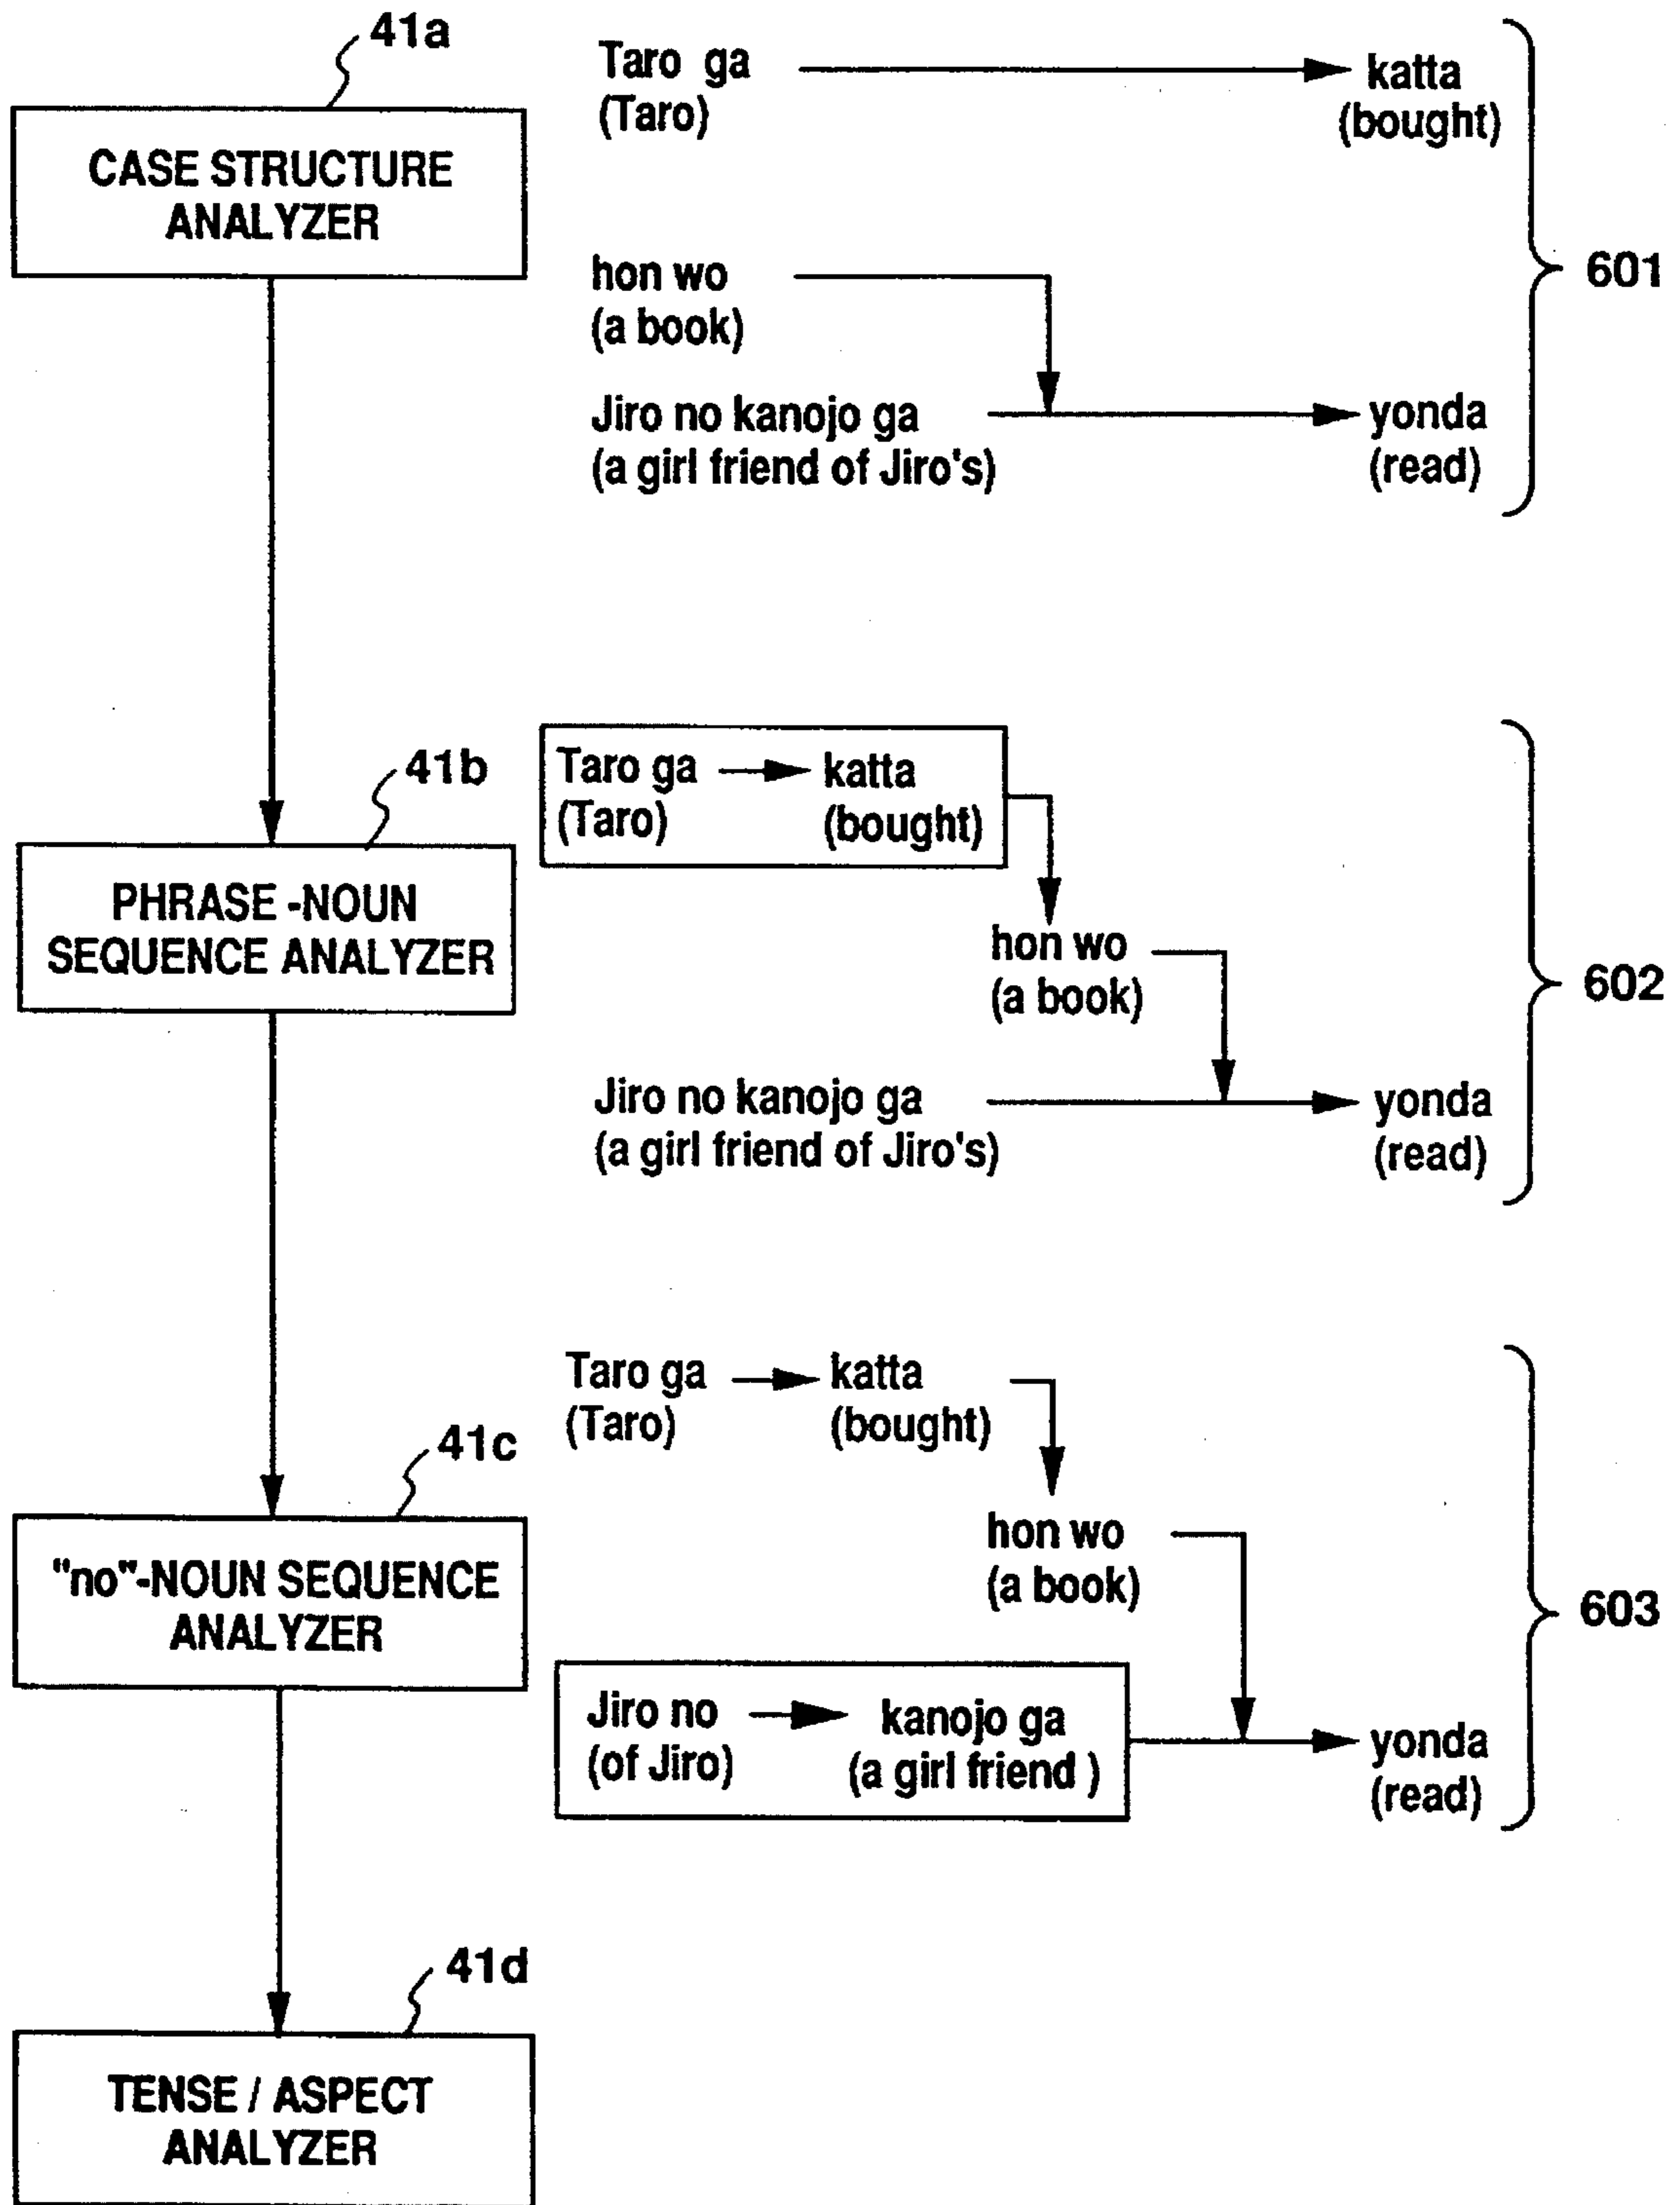 41a
CASE STRUCTURE
ANALYZER
Taro ga
(Taro)
katta
(bought)
hon wo
(a book)
Jiro no kanojo ga
(a girl friend of Jiro's)
yonda
(read)
601
41b
PHRASE -NOUN
SEQUENCE ANALYZER
Taro ga
(Taro)
katta
(bought)
hon wo
(a book)
Jiro no kanojo ga
(a girl friend of Jiro's)
yonda
(read)
602
41c
"no"-NOUN SEQUENCE
ANALYZER
Taro ga
(Taro)
katta
(bought)
hon wo
(a book)
Jiro no
(of Jiro)
kanojo ga
(a girl friend )
yonda
(read)
603
41d
TENSE / ASPECT
ANALYZER